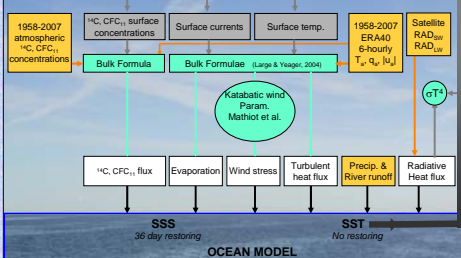 1958-2007
atmospheric
¹⁴C, CFC₁₁
concentrations
¹⁴C, CFC₁₁ surface
concentrations
Surface currents
Surface temp.
1958-2007
ERA40
6-hourly
Tₐ, qₐ, |uₐ|
Satellite
RAD_SW
RAD_LW
Bulk Formula
Bulk Formulae (Large & Yeager, 2004)
σT⁴
Katabatic wind
Param.
Mathiot et al.
¹⁴C, CFC₁₁ flux
Evaporation
Wind stress
Turbulent
heat flux
Precip. &
River runoff
Radiative
Heat flux
SSS
36 day restoring
SST
No restoring
OCEAN MODEL